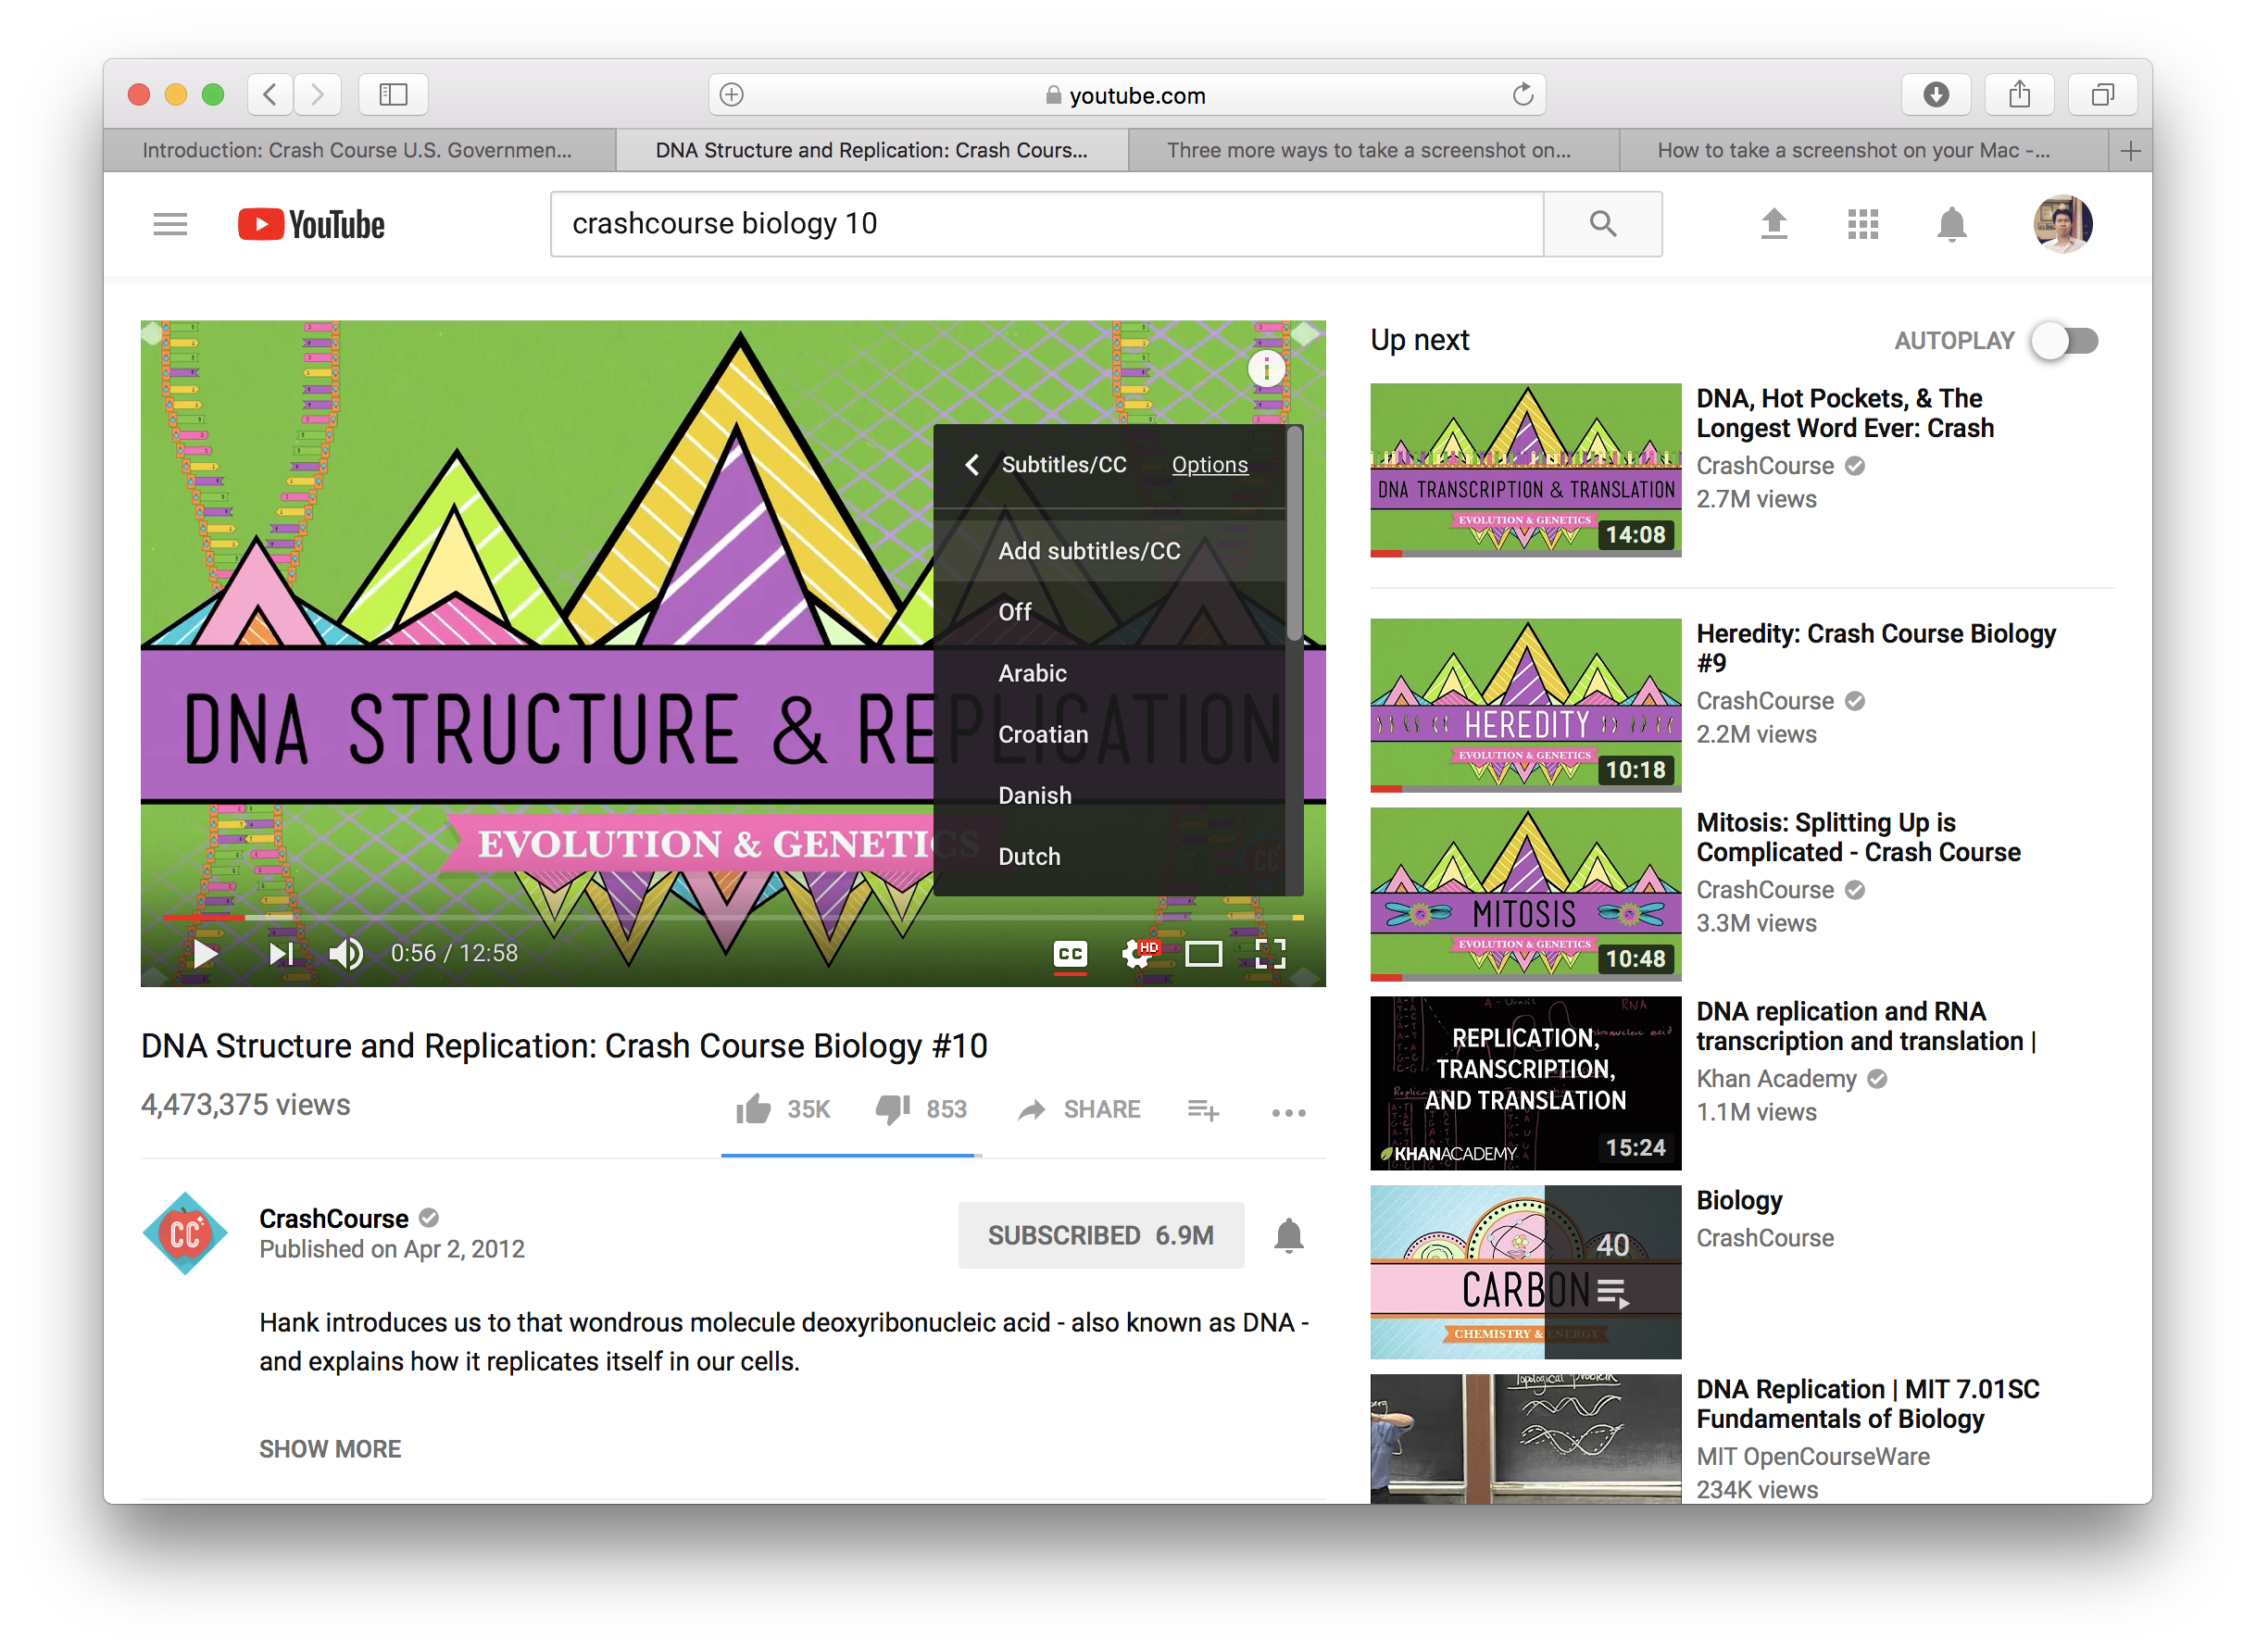 youtube.com
Introduction: Crash Course U.S. Governmen...
DNA Structure and Replication: Crash Cours...
Three more ways to take a screenshot on...
How to take a screenshot on your Mac -...
YouTube
crashcourse biology 10
DNA STRUCTURE & REPLICATION
EVOLUTION & GENETICS
Subtitles/CC Options
Add subtitles/CC
Off
Arabic
Croatian
Danish
Dutch
CC
0:56 / 12:58
CC
HD
DNA Structure and Replication: Crash Course Biology #10
4,473,375 views
35K
853
SHARE
CC
CrashCourse
Published on Apr 2, 2012
SUBSCRIBED 6.9M
Hank introduces us to that wondrous molecule deoxyribonucleic acid - also known as DNA -
and explains how it replicates itself in our cells.
SHOW MORE
Up next
AUTOPLAY
DNA TRANSCRIPTION & TRANSLATION
EVOLUTION & GENETICS
14:08
DNA, Hot Pockets, & The
Longest Word Ever: Crash
CrashCourse
2.7M views
HEREDITY
EVOLUTION & GENETICS
10:18
Heredity: Crash Course Biology
#9
CrashCourse
2.2M views
MITOSIS
EVOLUTION & GENETICS
10:48
Mitosis: Splitting Up is
Complicated - Crash Course
CrashCourse
3.3M views
A - Uracil
RNA
REPLICATION,
TRANSCRIPTION,
AND TRANSLATION
KHANACADEMY
15:24
DNA replication and RNA
transcription and translation |
Khan Academy
1.1M views
CARBON
CHEMISTRY & ENERGY
40
Biology
CrashCourse
Topological problem
DNA Replication | MIT 7.01SC
Fundamentals of Biology
MIT OpenCourseWare
234K views